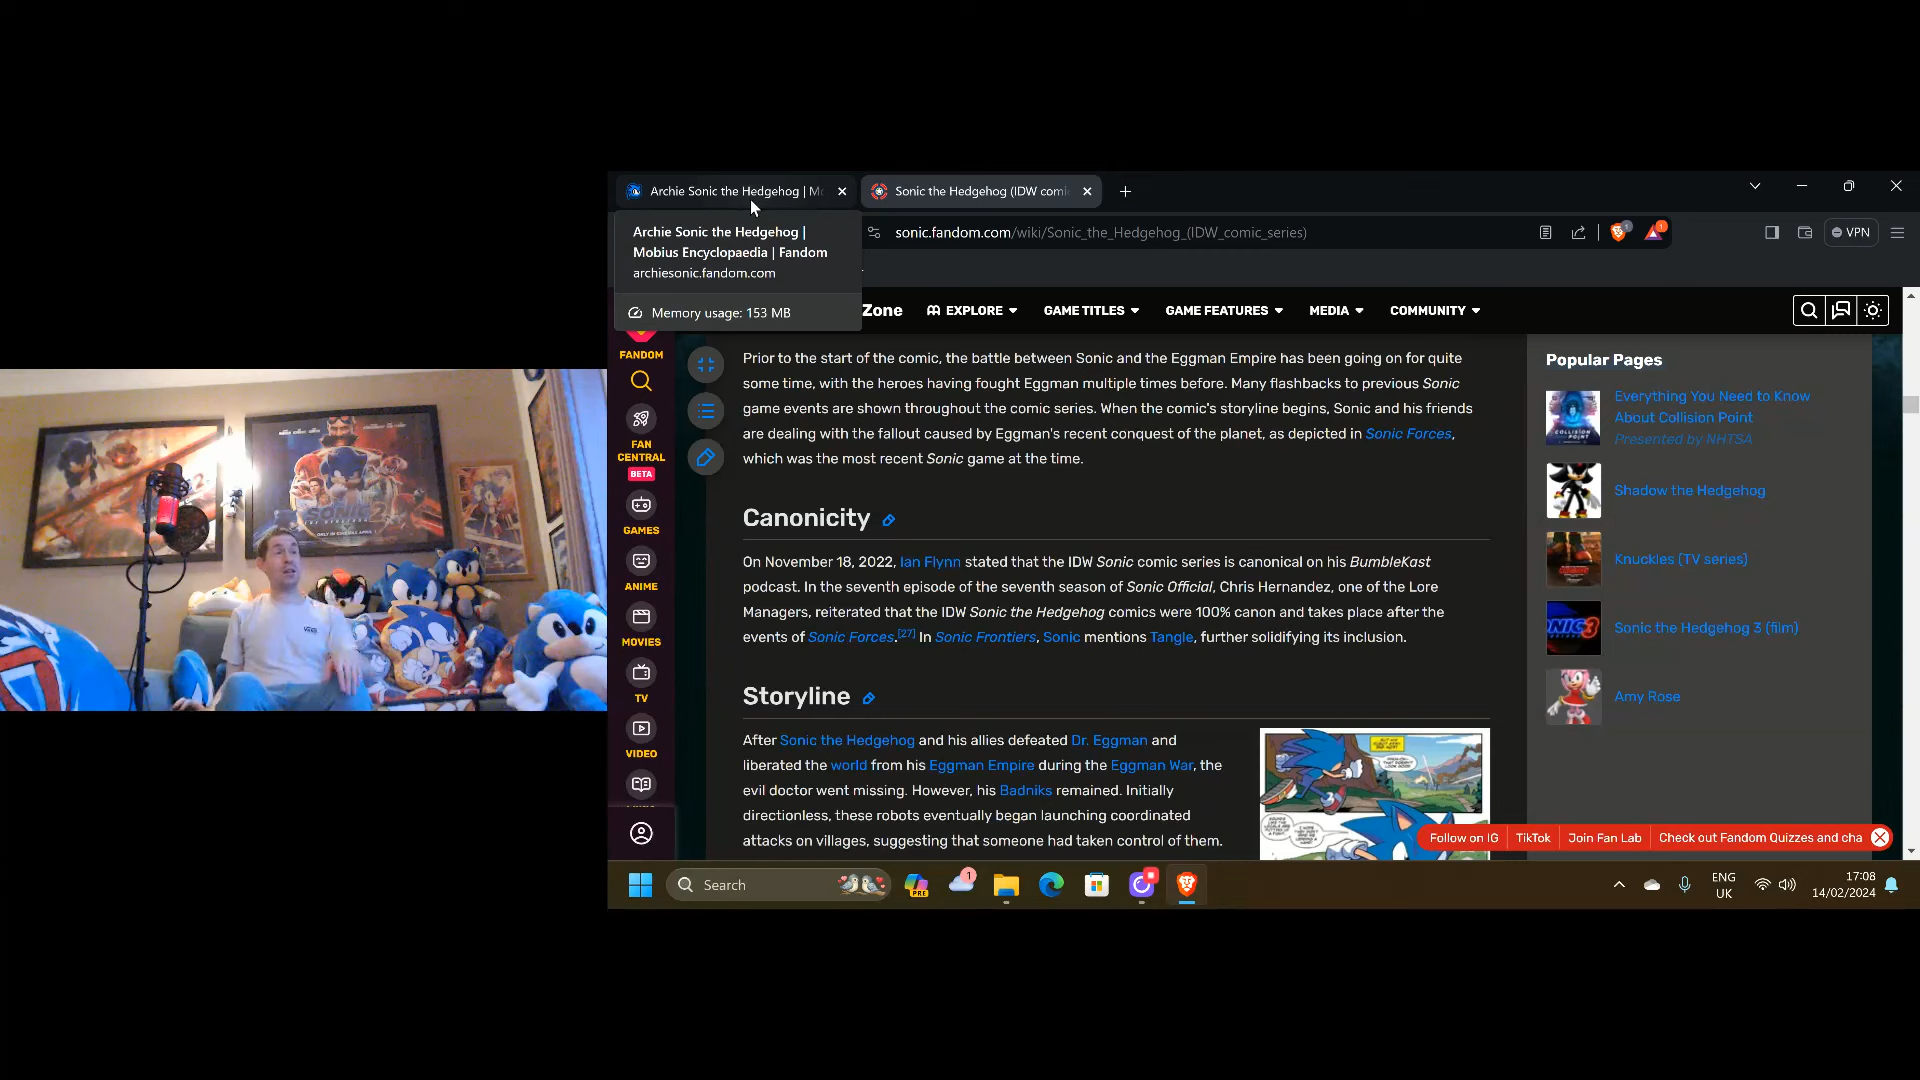 Archie Sonic the Hedgehog | Mo
Sonic the Hedgehog (IDW comi
Archie Sonic the Hedgehog |
Mobius Encyclopaedia | Fandom
archiesonic.fandom.com
Memory usage: 153 MB
sonic.fandom.com/wiki/Sonic_the_Hedgehog_(IDW_comic_series)
1
1
VPN
Zone
EXPLORE
GAME TITLES
GAME FEATURES
MEDIA
COMMUNITY
FANDOM
FAN
CENTRAL
BETA
GAMES
ANIME
MOVIES
TV
VIDEO
Prior to the start of the comic, the battle between Sonic and the Eggman Empire has been going on for quite
some time, with the heroes having fought Eggman multiple times before. Many flashbacks to previous Sonic
game events are shown throughout the comic series. When the comic's storyline begins, Sonic and his friends
are dealing with the fallout caused by Eggman's recent conquest of the planet, as depicted in Sonic Forces,
which was the most recent Sonic game at the time.
Canonicity
On November 18, 2022, Ian Flynn stated that the IDW Sonic comic series is canonical on his BumbleKast
podcast. In the seventh episode of the seventh season of Sonic Official, Chris Hernandez, one of the Lore
Managers, reiterated that the IDW Sonic the Hedgehog comics were 100% canon and takes place after the
events of Sonic Forces.[27] In Sonic Frontiers, Sonic mentions Tangle, further solidifying its inclusion.
Storyline
After Sonic the Hedgehog and his allies defeated Dr. Eggman and
liberated the world from his Eggman Empire during the Eggman War, the
evil doctor went missing. However, his Badniks remained. Initially
directionless, these robots eventually began launching coordinated
attacks on villages, suggesting that someone had taken control of them.
Popular Pages
Everything You Need to Know
About Collision Point
Presented by NHTSA
COLLISION
POINT
Shadow the Hedgehog
Knuckles (TV series)
Sonic the Hedgehog 3 (film)
Amy Rose
Follow on IG
TikTok
Join Fan Lab
Check out Fandom Quizzes and cha
Search
PRE
1
ENG
UK
17:08
14/02/2024
SONIC 2
ONLY IN CINEMAS APRIL 1
VANS